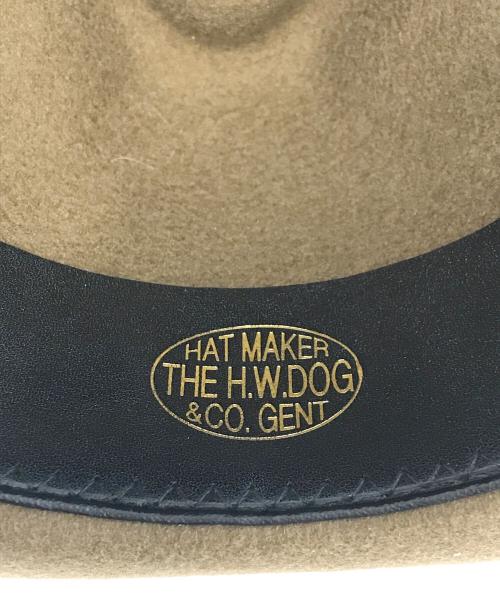 HAT MAKER
THE H.W.DOG
&CO. GENT